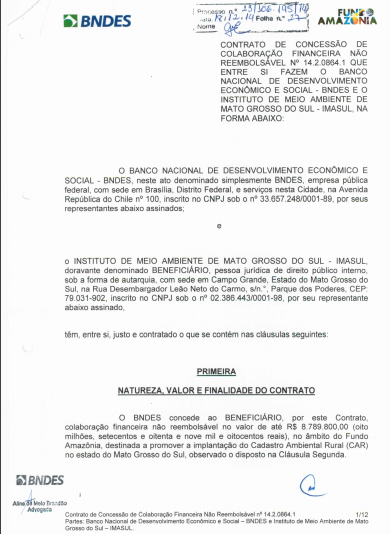 BNDES
Processo n.º
Data 18/12/14 Folha n.º 27
Nome
FUNDO
AMAZÔNIA
CONTRATO DE CONCESSÃO DE
COLABORAÇÃO FINANCEIRA NÃO
REEMBOLSÁVEL Nº 14.2.0864.1 QUE
ENTRE SI FAZEM O BANCO
NACIONAL DE DESENVOLVIMENTO
ECONÔMICO E SOCIAL - BNDES E O
INSTITUTO DE MEIO AMBIENTE DE
MATO GROSSO DO SUL - IMASUL, NA
FORMA ABAIXO:
O BANCO NACIONAL DE DESENVOLVIMENTO ECONÔMICO E
SOCIAL - BNDES, neste ato denominado simplesmente BNDES, empresa pública
federal, com sede em Brasília, Distrito Federal, e serviços nesta Cidade, na Avenida
República do Chile nº 100, inscrito no CNPJ sob o nº 33.657.248/0001-89, por seus
representantes abaixo assinados;
e
o INSTITUTO DE MEIO AMBIENTE DE MATO GROSSO DO SUL - IMASUL,
doravante denominado BENEFICIÁRIO, pessoa jurídica de direito público interno,
sob a forma de autarquia, com sede em Campo Grande, Estado do Mato Grosso do
Sul, na Rua Desembargador Leão Neto do Carmo, s/n.º, Parque dos Poderes, CEP:
79.031-902, inscrito no CNPJ sob o nº 02.386.443/0001-98, por seu representante
abaixo assinado,
têm, entre si, justo e contratado o que se contém nas cláusulas seguintes:
PRIMEIRA
NATUREZA, VALOR E FINALIDADE DO CONTRATO
O BNDES concede ao BENEFICIÁRIO, por este Contrato,
colaboração financeira não reembolsável no valor de até R$ 8.789.800,00 (oito
milhões, setecentos e oitenta e nove mil e oitocentos reais), no âmbito do Fundo
Amazônia, destinada a promover a implantação do Cadastro Ambiental Rural (CAR)
no estado do Mato Grosso do Sul, observado o disposto na Cláusula Segunda.
BNDES
Aline de Melo Brandão
Advogada
Contrato de Concessão de Colaboração Financeira Não Reembolsável nº 14.2.0864.1 1/12
Partes: Banco Nacional de Desenvolvimento Econômico e Social – BNDES e Instituto de Meio Ambiente de Mato
Grosso do Sul – IMASUL.